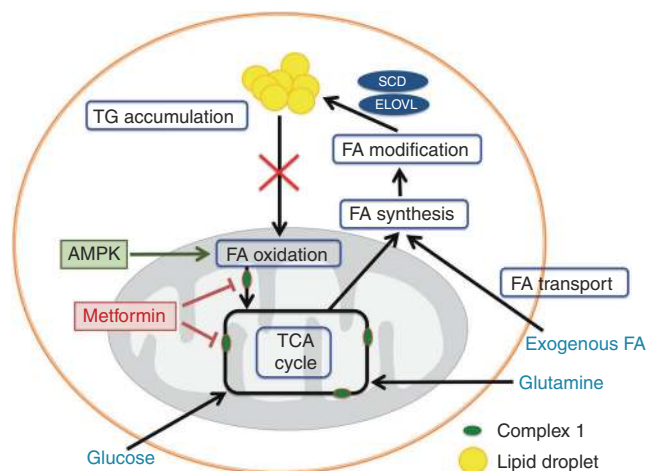 SCD
ELOVL
TG accumulation
FA modification
FA synthesis
AMPK
FA oxidation
FA transport
Metformin
TCA
cycle
Exogenous FA
Glutamine
Glucose
Complex 1
Lipid droplet